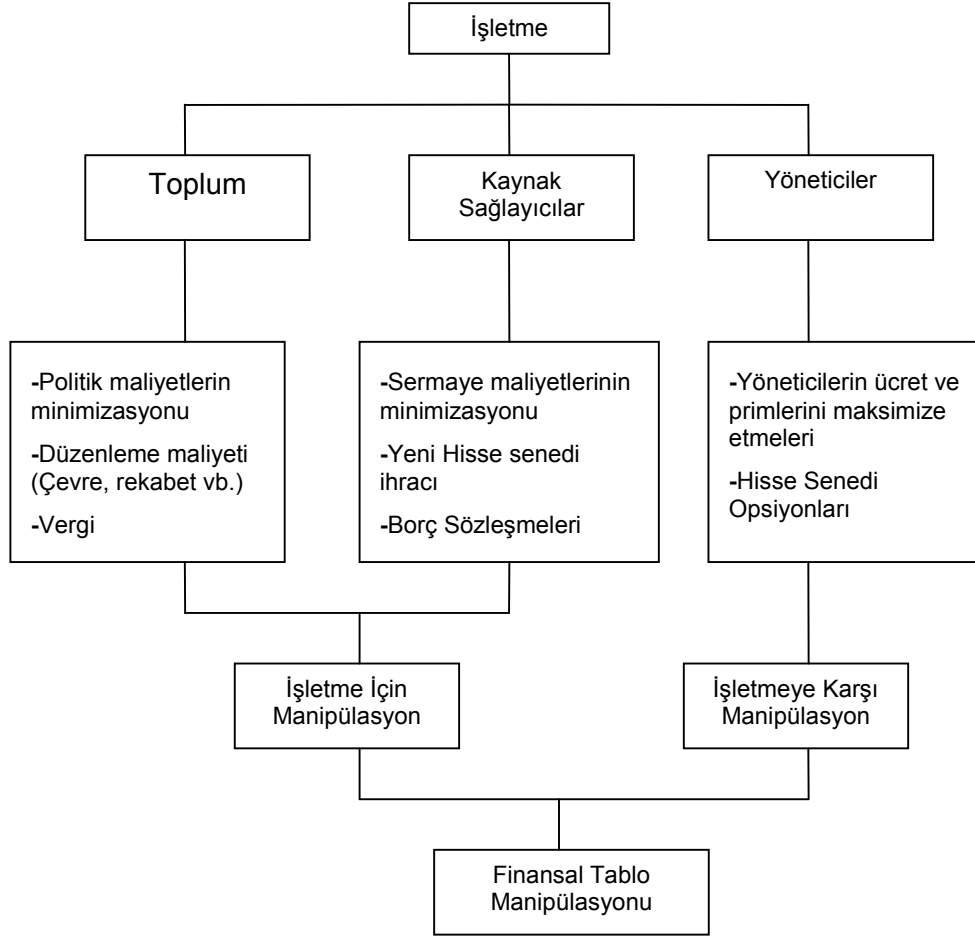 İşletme
Toplum
Kaynak
Sağlayıcılar
Yöneticiler
-Politik maliyetlerin
minimizasyonu
-Düzenleme maliyeti
(Çevre, rekabet vb.)
-Vergi
-Sermaye maliyetlerinin
minimizasyonu
-Yeni Hisse senedi
ihracı
-Borç Sözleşmeleri
-Yöneticilerin ücret ve
primlerini maksimize
etmeleri
-Hisse Senedi
Opsiyonları
İşletme İçin
Manipülasyon
İşletmeye Karşı
Manipülasyon
Finansal Tablo
Manipülasyonu